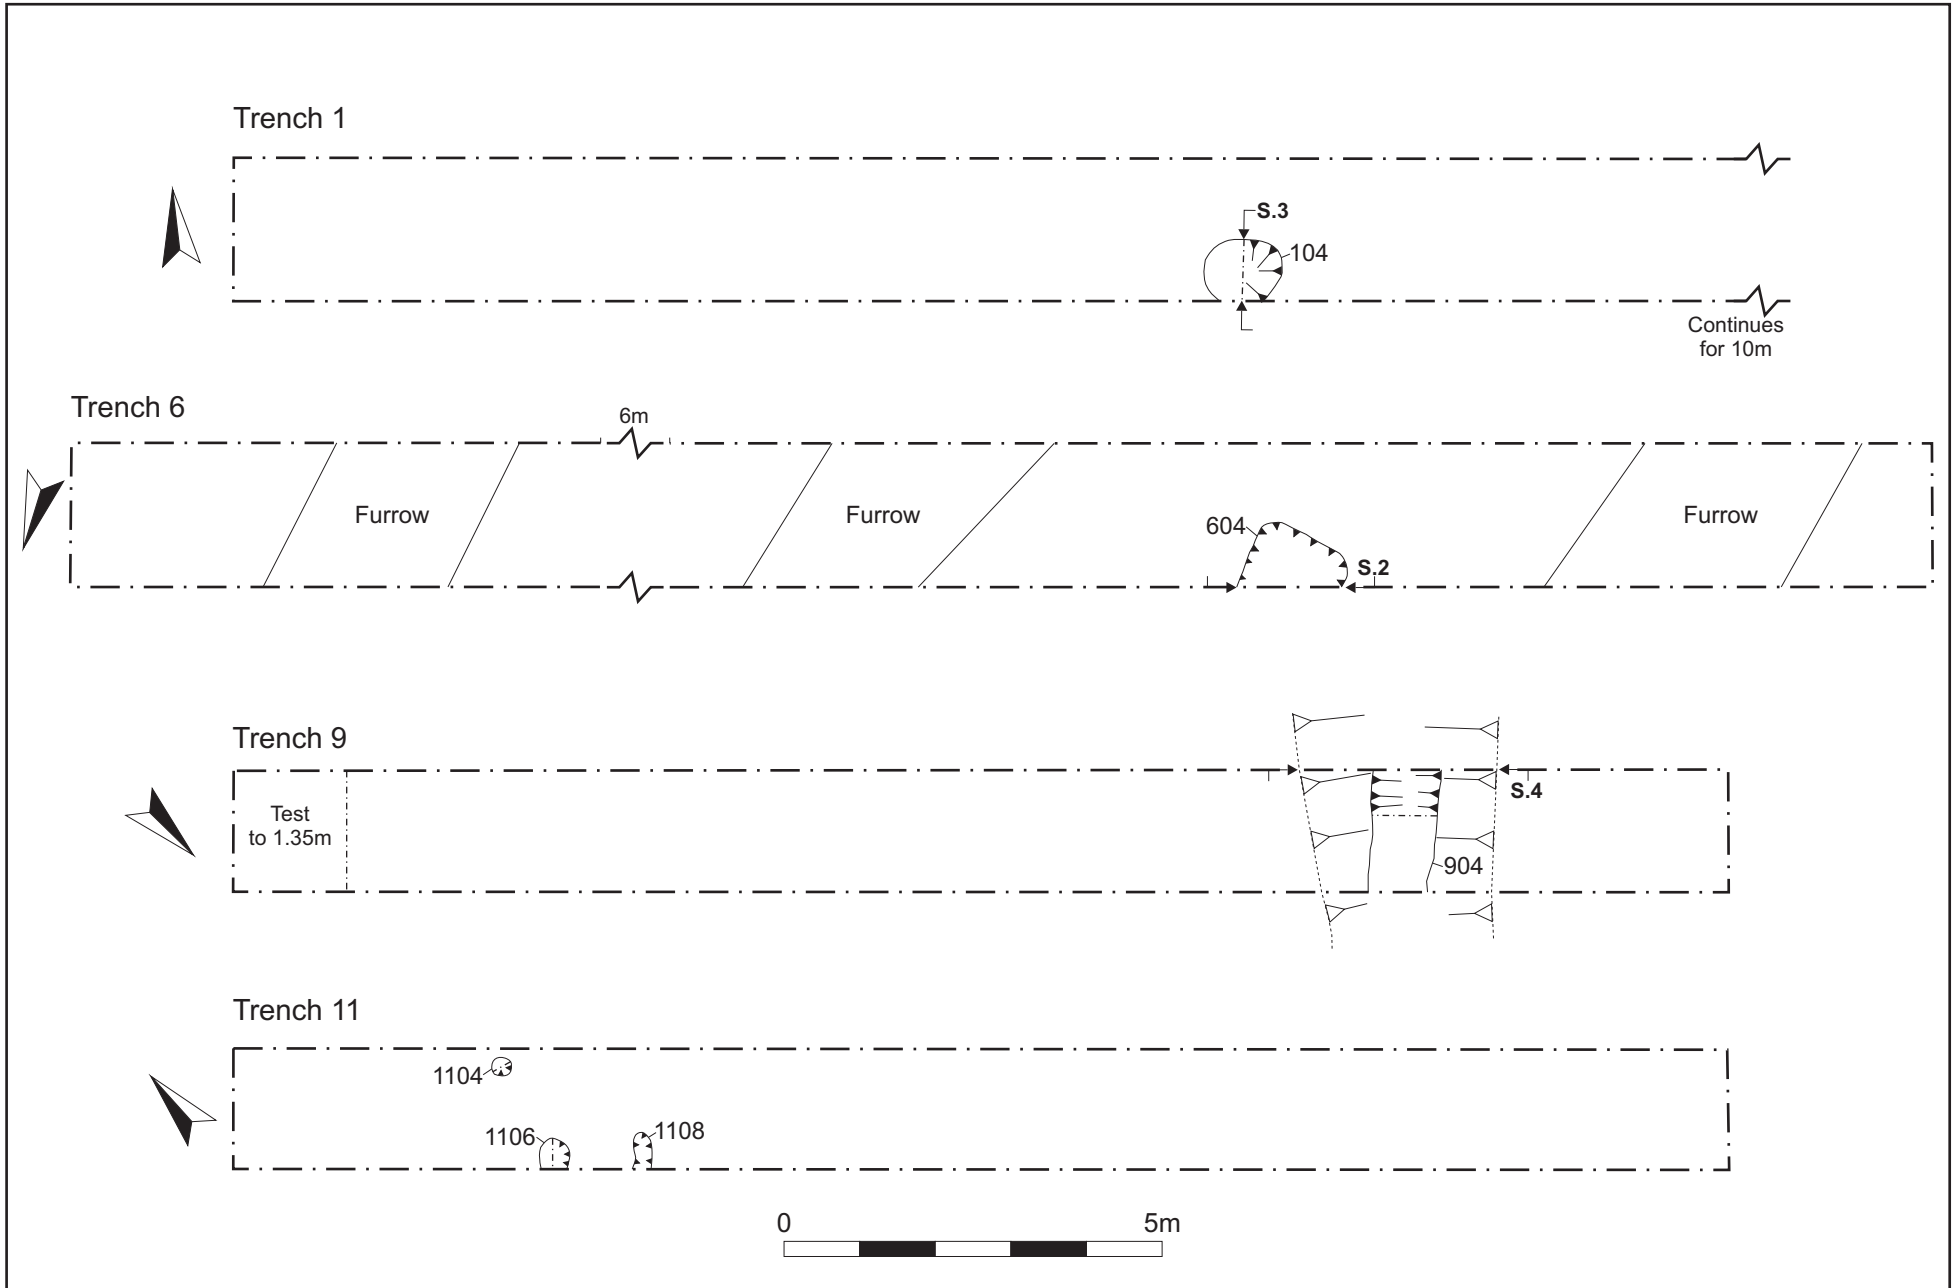 Trench 1
S.3
104
Continues
for 10m
Trench 6
6m
Furrow
Furrow
604
S.2
Furrow
Trench 9
Test
to 1.35m
S.4
904
Trench 11
1104
1106
1108
0
5m